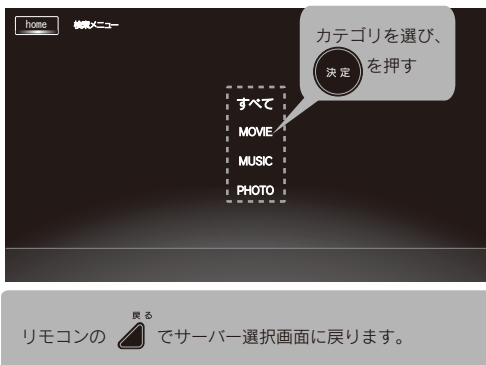 home 検索メニュー
カテゴリを選び、
決定 を押す
すべて
MOVIE
MUSIC
PHOTO
戻る
リモコンの でサーバー選択画面に戻ります。